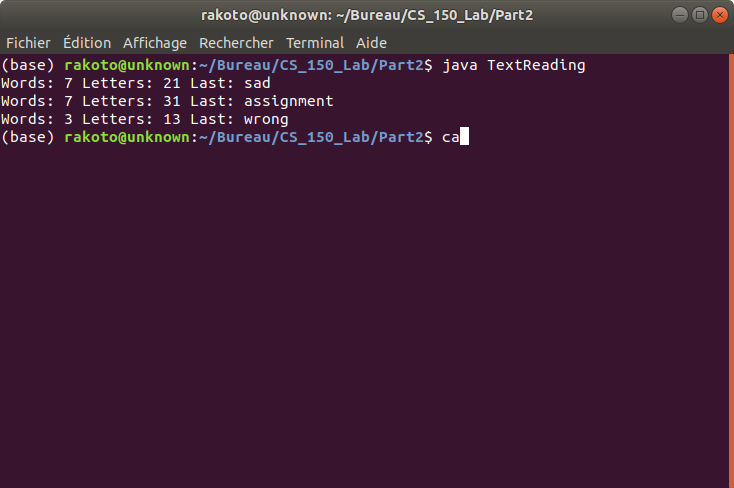 rakoto@unknown: ~/Bureau/CS_150_Lab/Part2
Fichier Édition Affichage Rechercher Terminal Aide
(base) rakoto@unknown:~/Bureau/CS_150_Lab/Part2$ java TextReading
Words: 7 Letters: 21 Last: sad
Words: 7 Letters: 31 Last: assignment
Words: 3 Letters: 13 Last: wrong
(base) rakoto@unknown:~/Bureau/CS_150_Lab/Part2$ ca